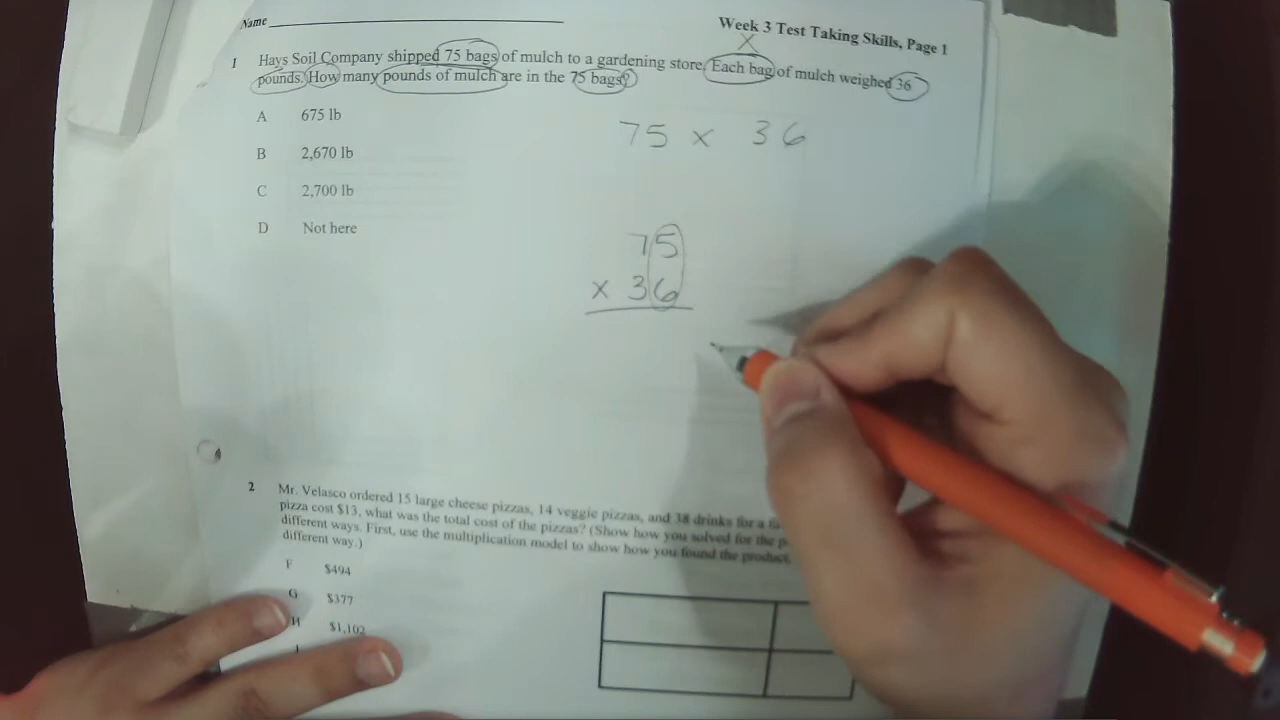 Name
Week 3 Test Taking Skills, Page 1
X
1 Hays Soil Company shipped 75 bags of mulch to a gardening store. Each bag of mulch weighed 36
pounds. How many pounds of mulch are in the 75 bags?
A 675 lb
B 2,670 lb
C 2,700 lb
D Not here
75 x 36
75
x 36
2 Mr. Velasco ordered 15 large cheese pizzas, 14 veggie pizzas, and 38 drinks for a
pizza cost $13, what was the total cost of the pizzas? (Show how you solved for the
different ways. First, use the multiplication model to show how you found the product,
different way.)
F $494
G $377
H $1,102